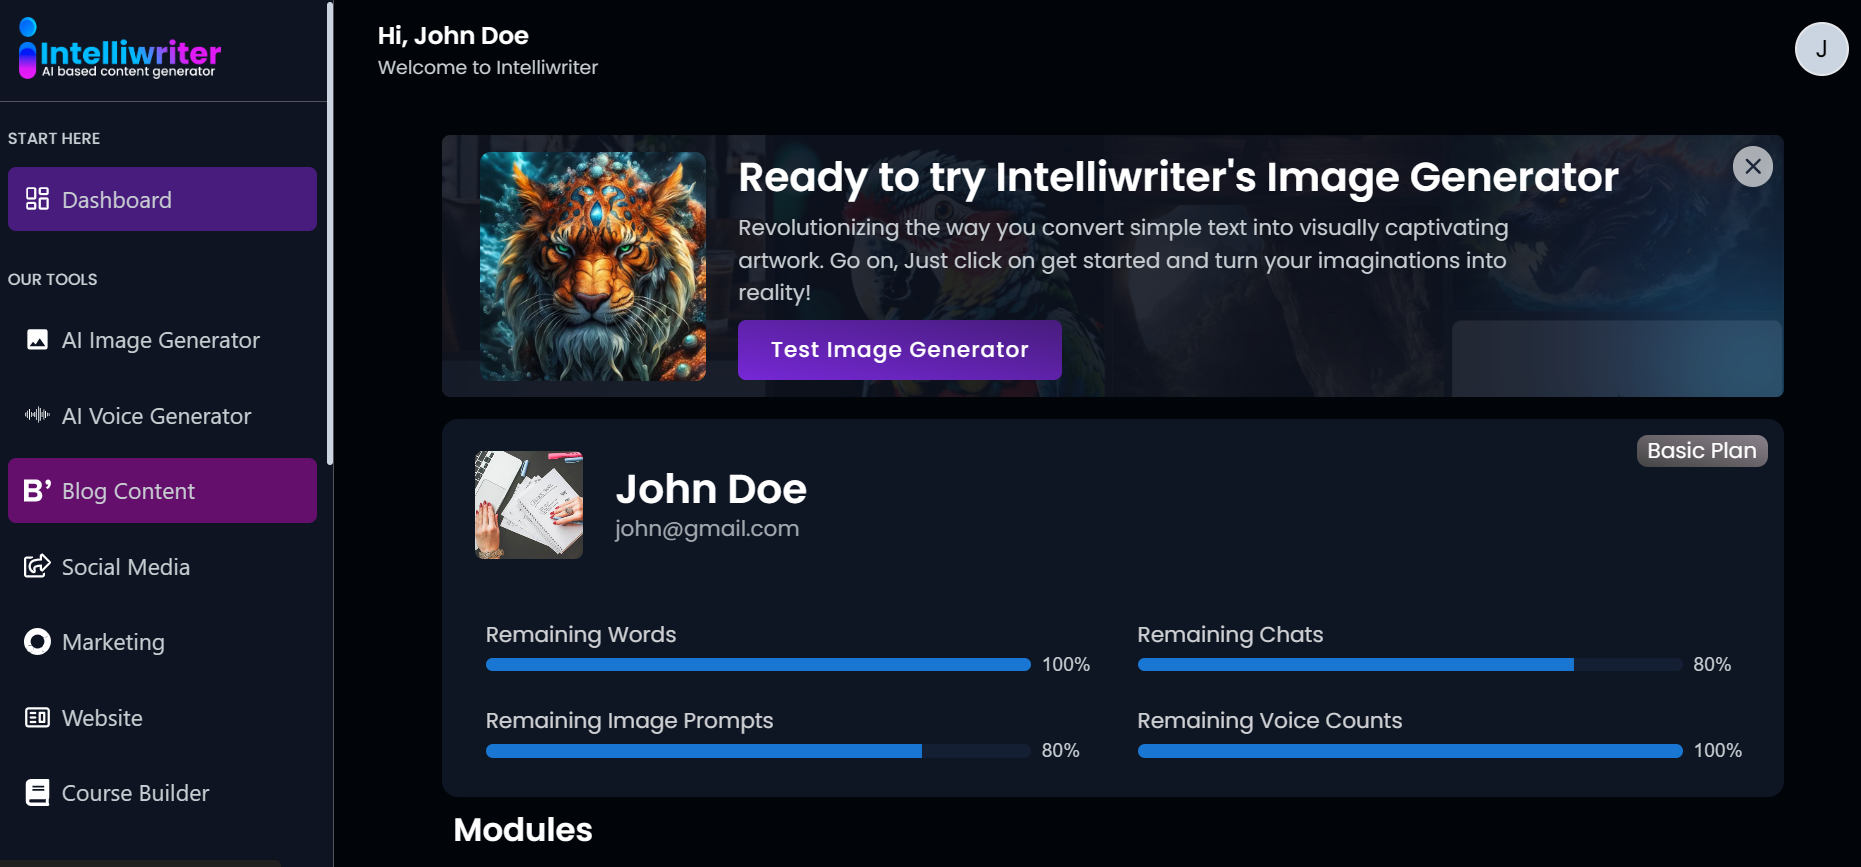 Intelliwriter
AI based content generator
START HERE
Dashboard
OUR TOOLS
AI Image Generator
AI Voice Generator
B’ Blog Content
Social Media
Marketing
Website
Course Builder
Hi, John Doe
Welcome to Intelliwriter
J
Ready to try Intelliwriter's Image Generator
Revolutionizing the way you convert simple text into visually captivating
artwork. Go on, Just click on get started and turn your imaginations into
reality!
Test Image Generator
Basic Plan
John Doe
john@gmail.com
Remaining Words
100%
Remaining Chats
80%
Remaining Image Prompts
80%
Remaining Voice Counts
100%
Modules